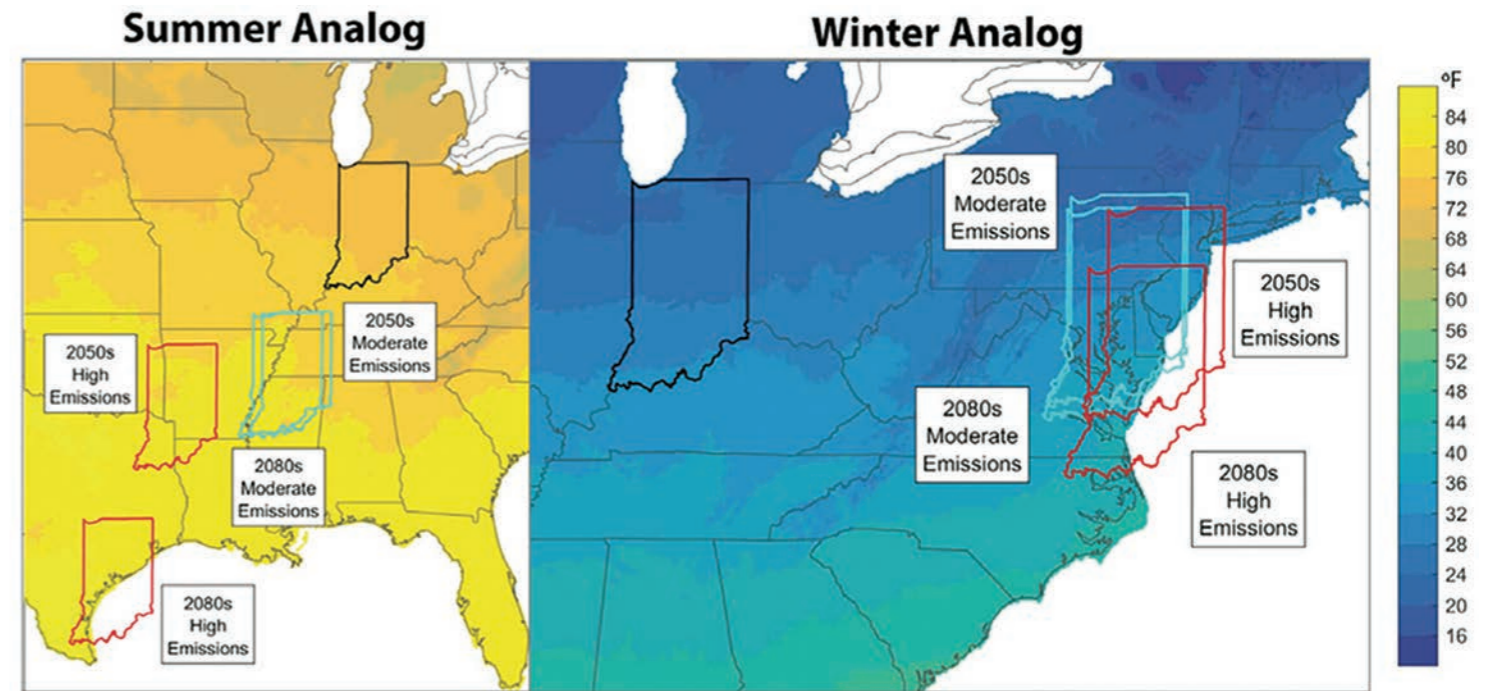 Summer Analog
Winter Analog
2050s
High
Emissions
2050s
Moderate
Emissions
2080s
Moderate
Emissions
2080s
High
Emissions
2050s
Moderate
Emissions
2050s
High
Emissions
2080s
Moderate
Emissions
2080s
High
Emissions
ºF
84
80
76
72
68
64
60
56
52
48
44
40
36
32
28
24
20
16